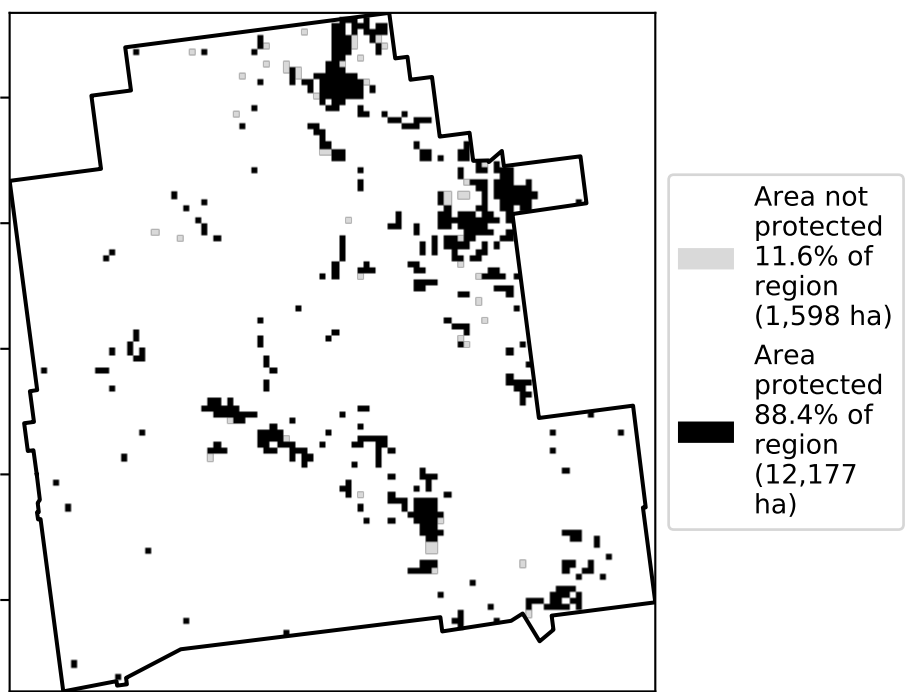 Area not
protected
11.6% of
region
(1,598 ha)
Area
protected
88.4% of
region
(12,177
ha)